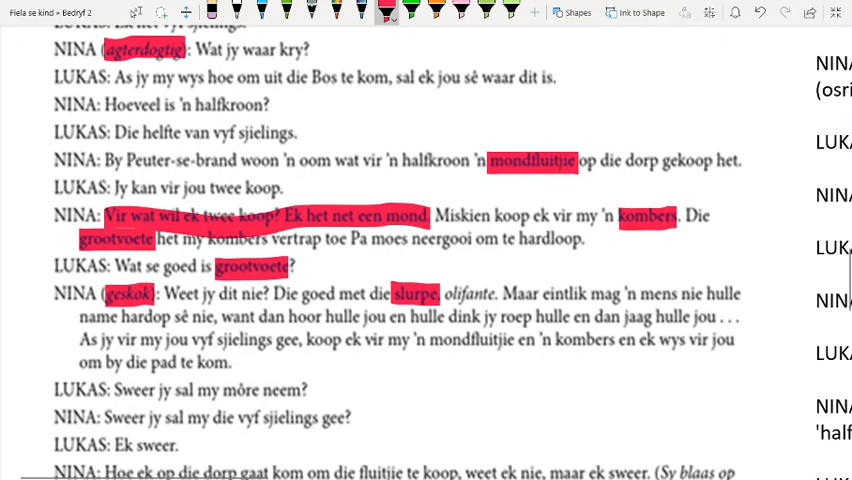 Fiela se kind » Bedryf 2
Shapes
Ink to Shape
NINA (agterdogtig): Wat jy waar kry?
LUKAS: As jy my wys hoe om uit die Bos te kom, sal ek jou sê waar dit is.
NINA: Hoeveel is 'n halfkroon?
LUKAS: Die helfte van vyf sjielings.
NINA: By Peuter-se-brand woon 'n oom wat vir 'n halfkroon 'n mondfluitjie op die dorp gekoop het.
LUKAS: Jy kan vir jou twee koop.
NINA: Vir wat wil ek twee koop? Ek het net een mond. Miskien koop ek vir my 'n kombers. Die
grootvoete het my kombers vertrap toe Pa moes neergooi om te hardloop.
LUKAS: Wat se goed is grootvoete?
NINA (geskok): Weet jy dit nie? Die goed met die slurpe, olifante. Maar eintlik mag 'n mens nie hulle
name hardop sê nie, want dan hoor hulle jou en hulle dink jy roep hulle en dan jaag hulle jou . . .
As jy vir my jou vyf sjielings gee, koop ek vir my 'n mondfluitjie en 'n kombers en ek wys vir jou
om by die pad te kom.
LUKAS: Sweer jy sal my môre neem?
NINA: Sweer jy sal my die vyf sjielings gee?
LUKAS: Ek sweer.
NINA: Hoe ek op die dorp gaat kom om die fluitjie te koop, weet ek nie, maar ek sweer. (Sy blaas op
NINA
(osri
LUKA
NINA
LUKA
NINA
LUKA
NINA
'half